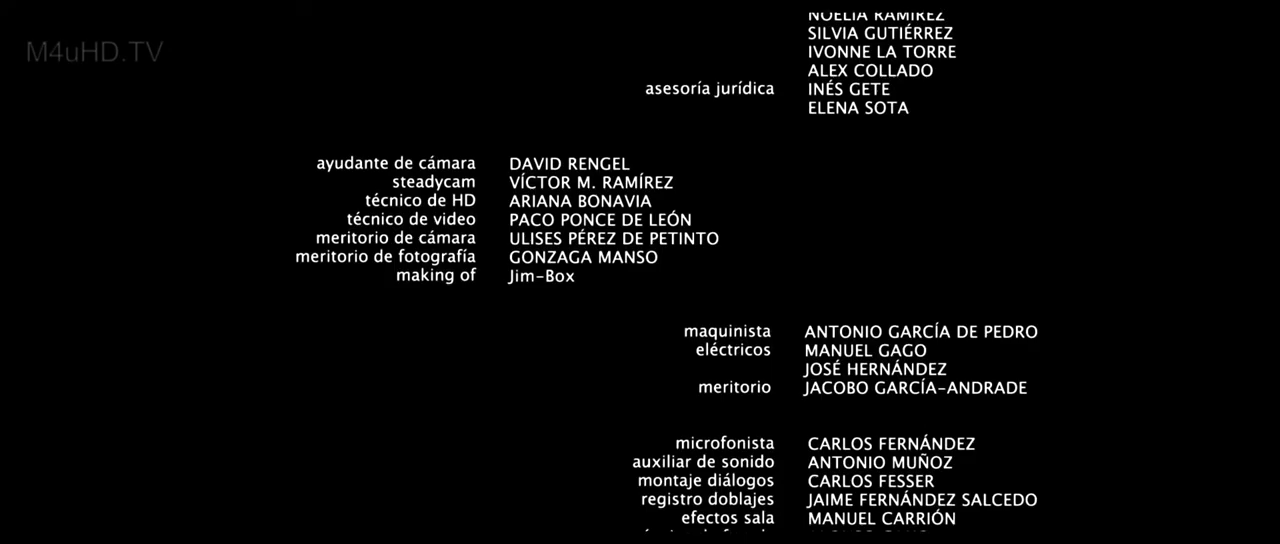 M4uHD.TV
NOELIA RAMÍREZ
SILVIA GUTIÉRREZ
IVONNE LA TORRE
ALEX COLLADO
asesoría jurídica INÉS GETE
ELENA SOTA
ayudante de cámara DAVID RENGEL
steadycam VÍCTOR M. RAMÍREZ
técnico de HD ARIANA BONAVIA
técnico de video PACO PONCE DE LEÓN
meritorio de cámara ULISES PÉREZ DE PETINTO
meritorio de fotografía GONZAGA MANSO
making of Jim-Box
maquinista ANTONIO GARCÍA DE PEDRO
eléctricos MANUEL GAGO
JOSÉ HERNÁNDEZ
meritorio JACOBO GARCÍA-ANDRADE
microfonista CARLOS FERNÁNDEZ
auxiliar de sonido ANTONIO MUÑOZ
montaje diálogos CARLOS FESSER
registro doblajes JAIME FERNÁNDEZ SALCEDO
efectos sala MANUEL CARRIÓN